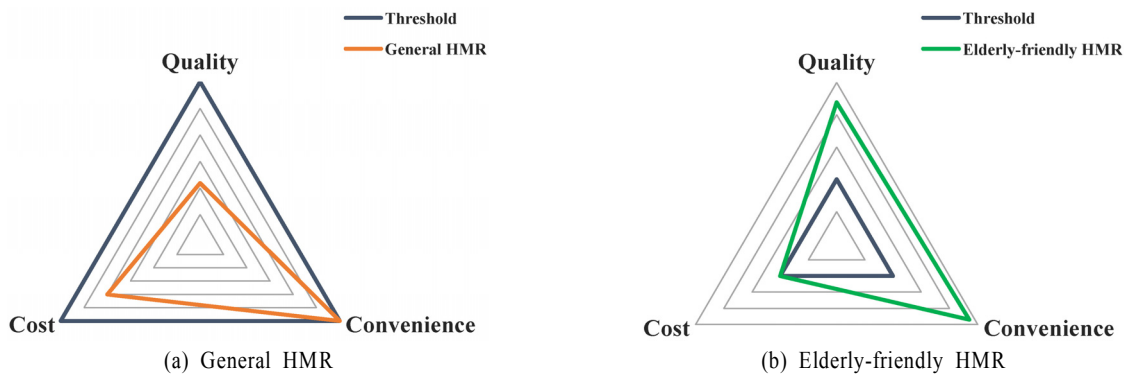 Threshold
General HMR
Quality
Cost
Convenience
(a) General HMR
Threshold
Elderly-friendly HMR
Quality
Cost
Convenience
(b) Elderly-friendly HMR